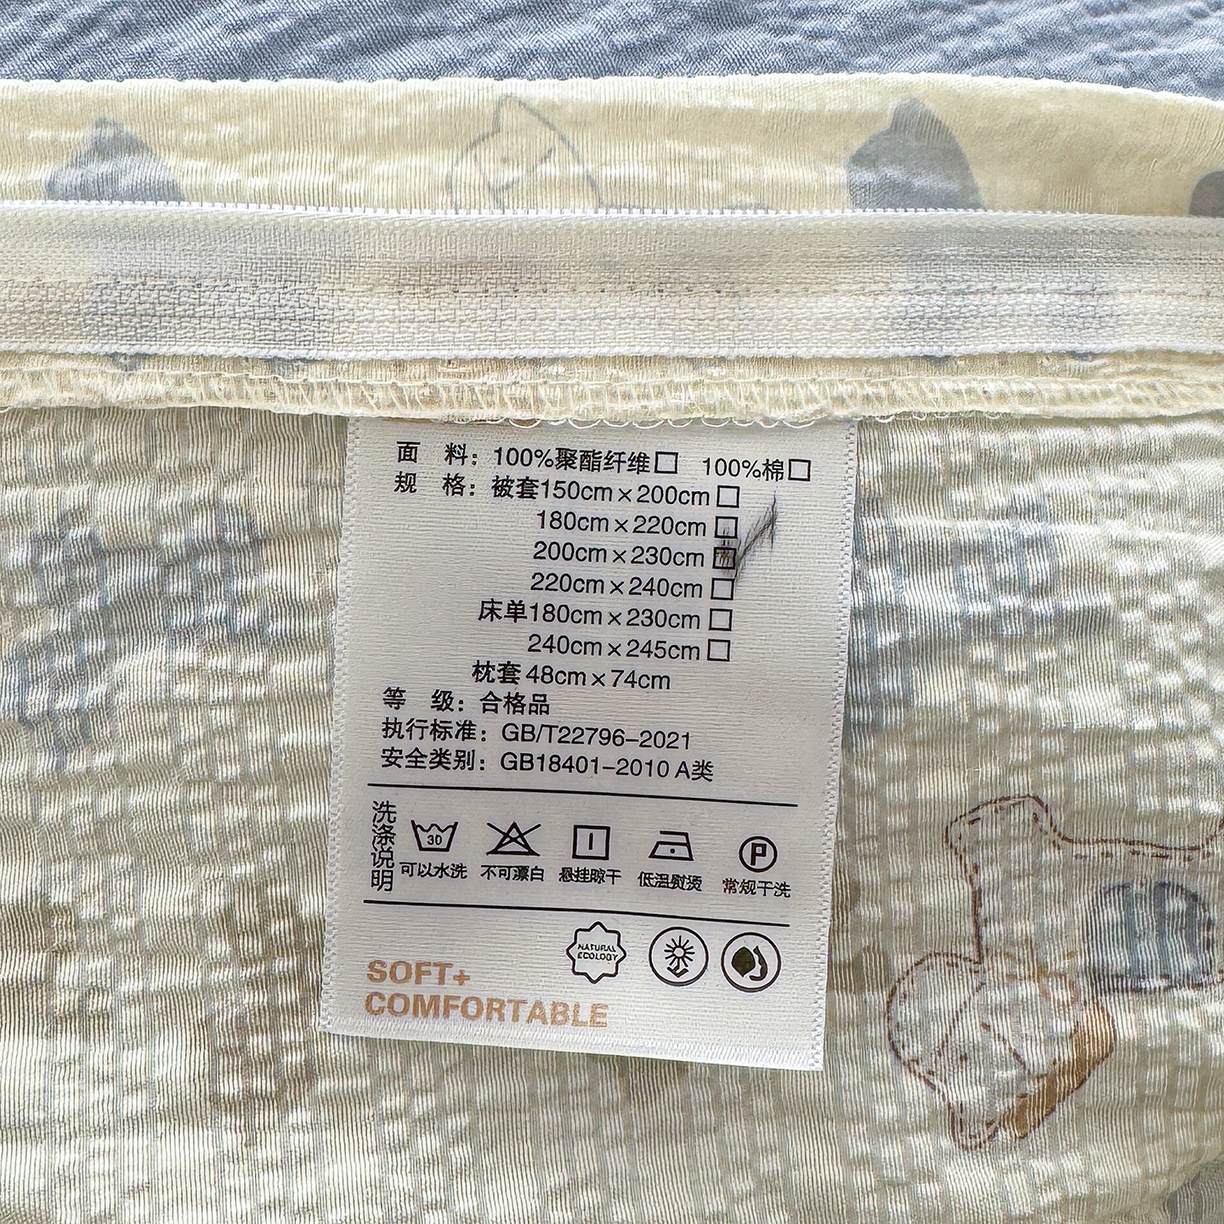 面 料：100%聚酯纤维□ 100%棉□
规 格：被套150cm×200cm□
180cm×220cm□
200cm×230cm☑
220cm×240cm□
床单180cm×230cm□
240cm×245cm□
枕套48cm×74cm
等 级：合格品
执行标准：GB/T22796-2021
安全类别：GB18401-2010 A类
洗涤说明
30
P
可以水洗 不可漂白 悬挂晾干 低温熨烫 常规干洗
NATURAL
ECOLOGY
SOFT+
COMFORTABLE